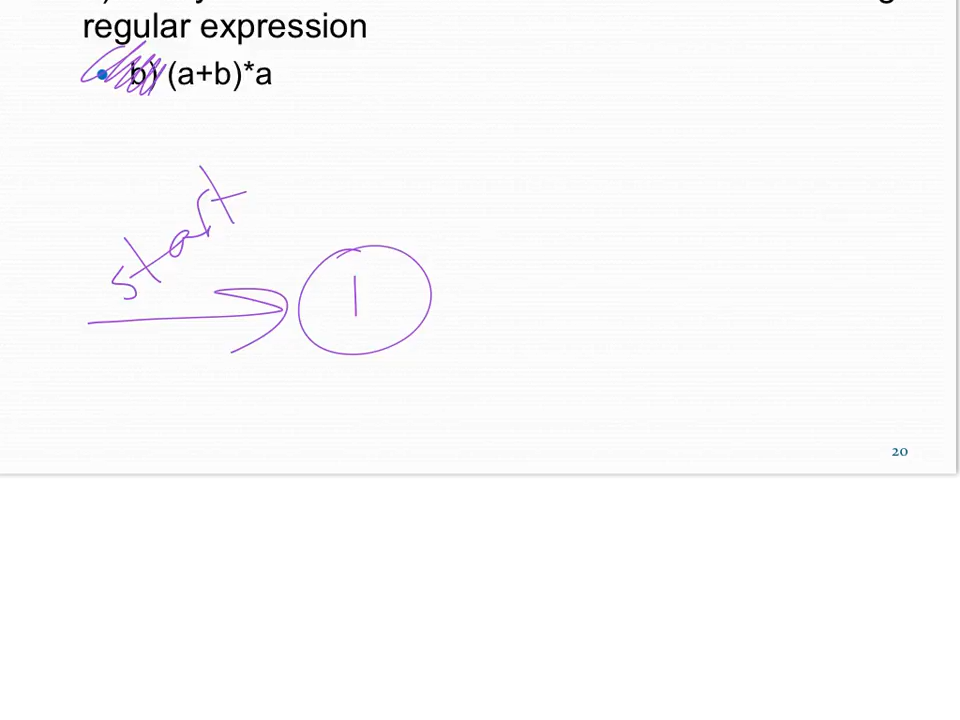 regular expression
b) (a+b)*a
start
1
20